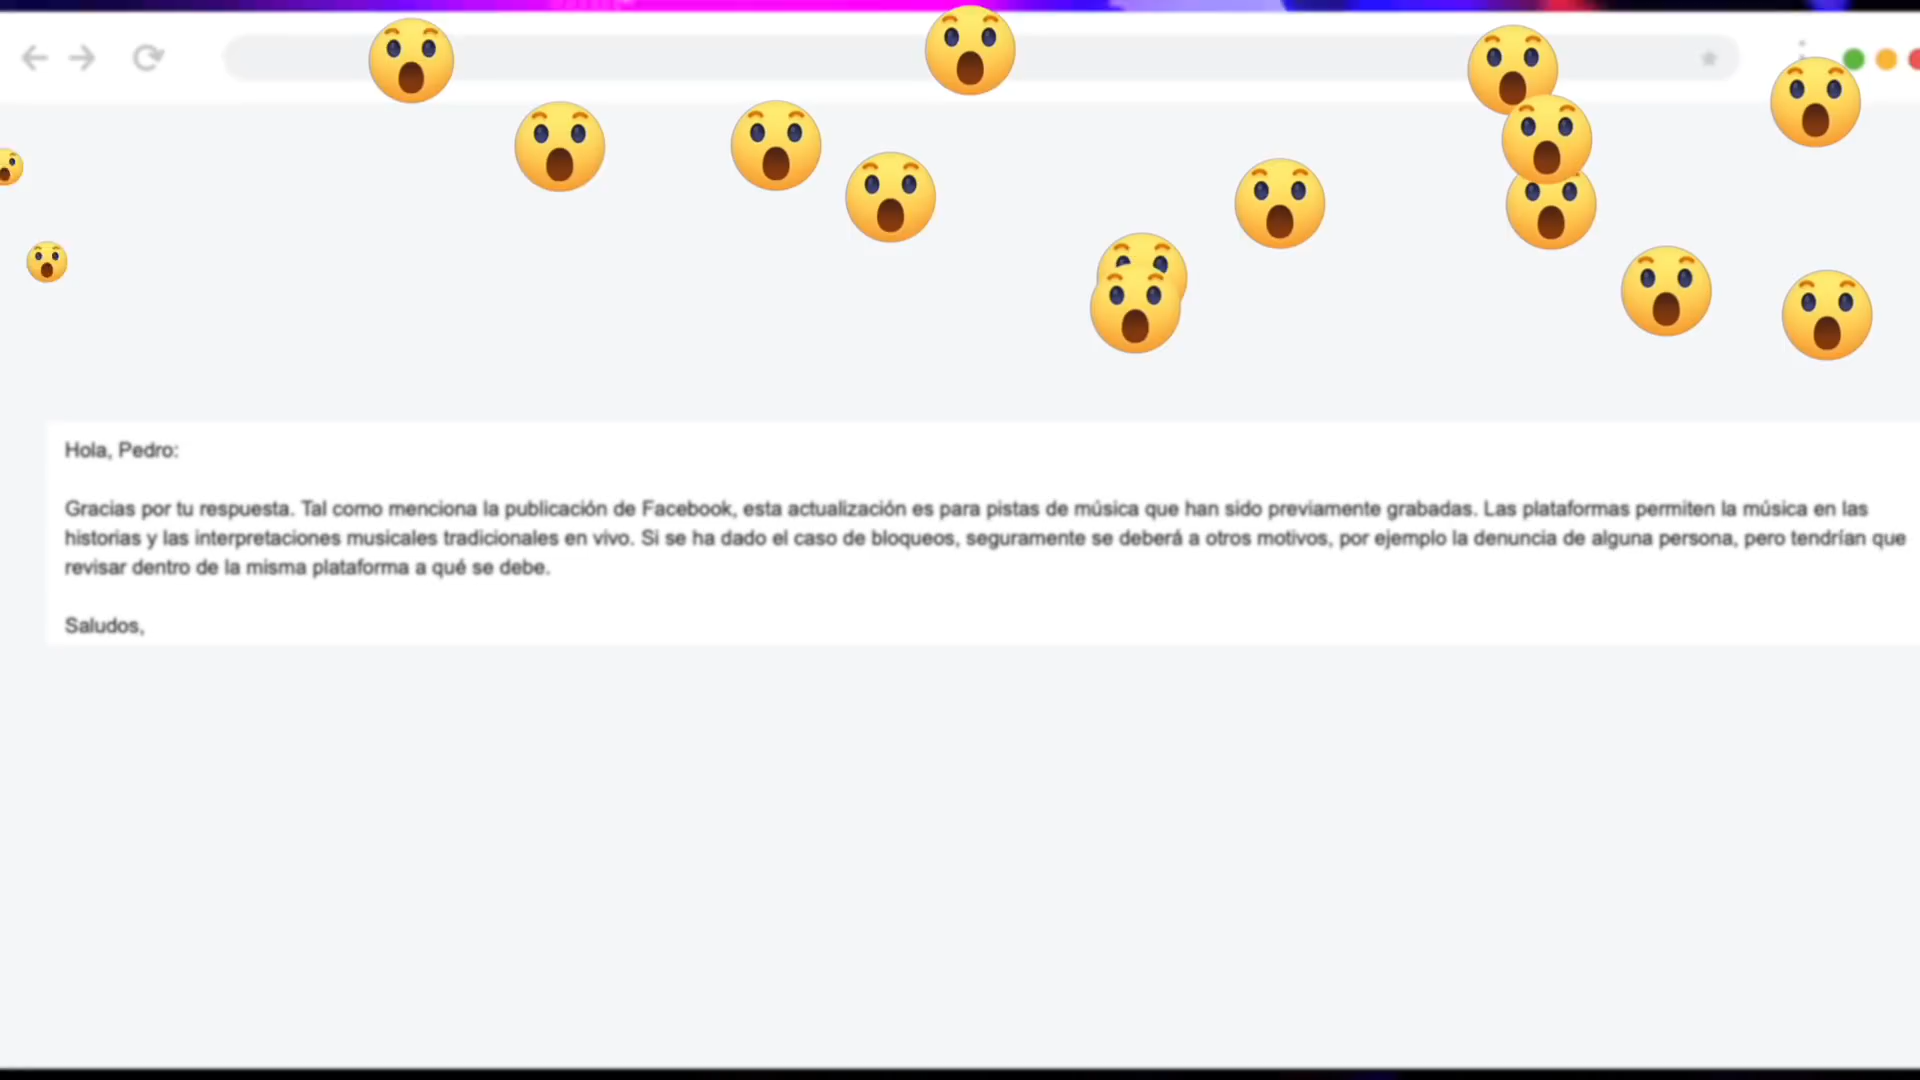 Hola, Pedro:
Gracias por tu respuesta. Tal como menciona la publicación de Facebook, esta actualización es para pistas de música que han sido previamente grabadas. Las plataformas permiten la música en las
historias y las interpretaciones musicales tradicionales en vivo. Si se ha dado el caso de bloqueos, seguramente se deberá a otros motivos, por ejemplo la denuncia de alguna persona, pero tendrían que
revisar dentro de la misma plataforma a qué se debe.
Saludos,